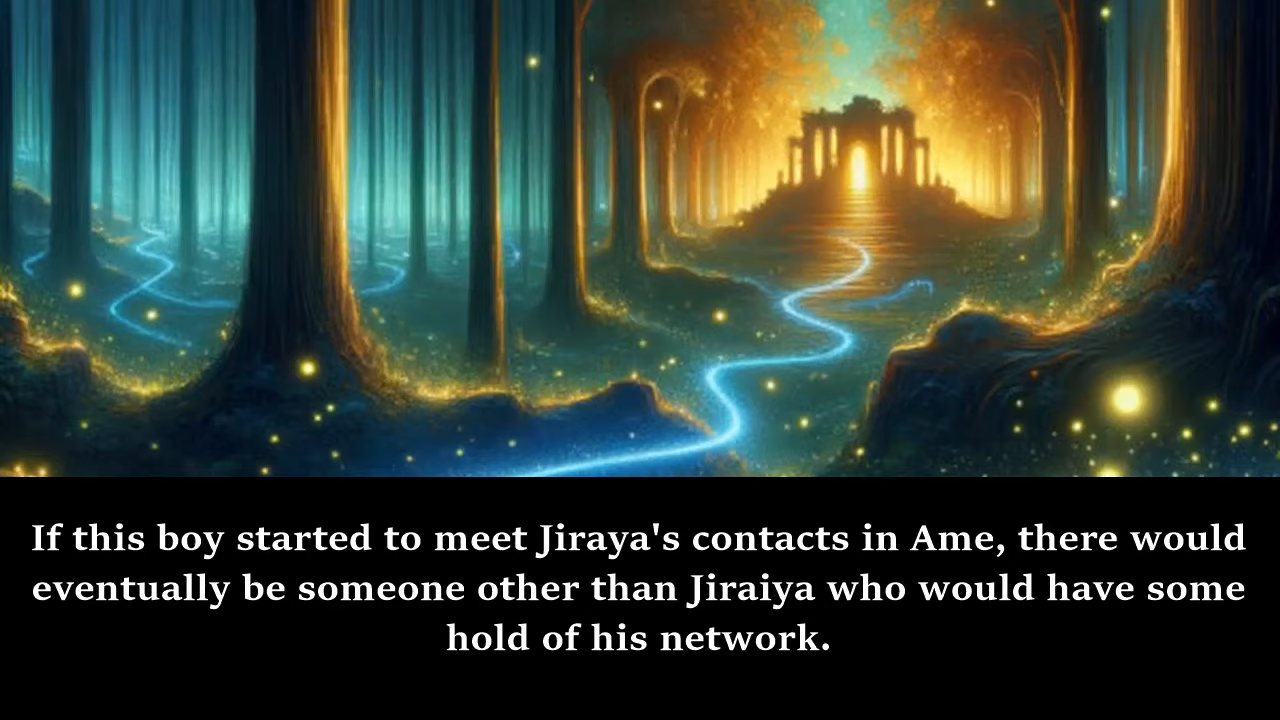 If this boy started to meet Jiraya's contacts in Ame, there would
eventually be someone other than Jiraiya who would have some
hold of his network.